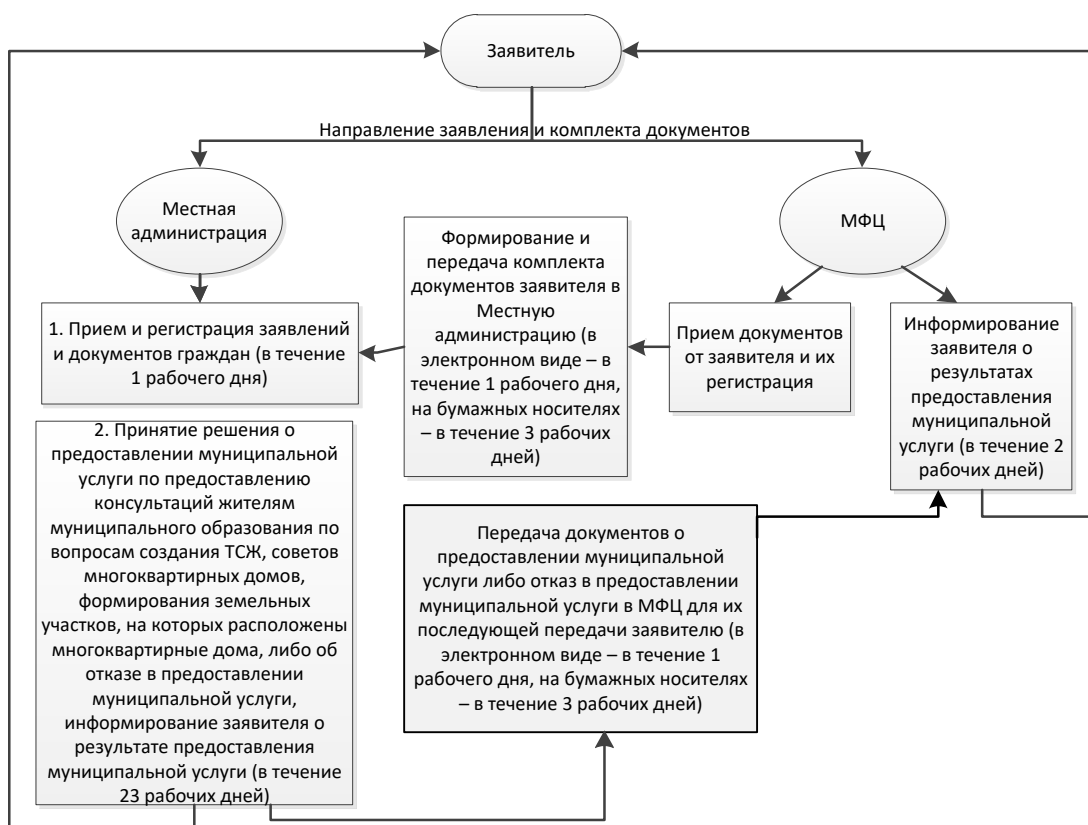 Заявитель
Направление заявления и комплекта документов
Местная
администрация
МФЦ
Формирование и
передача комплекта
документов заявителя в
Местную
администрацию (в
электронном виде – в
течение 1 рабочего дня,
на бумажных носителях
– в течение 3 рабочих
дней)
1. Прием и регистрация заявлений
и документов граждан (в течение
1 рабочего дня)
Прием документов
от заявителя и их
регистрация
Информирование
заявителя о
результатах
предоставления
муниципальной
услуги (в течение 2
рабочих дней)
2. Принятие решения о
предоставлении муниципальной
услуги по предоставлению
консультаций жителям
муниципального образования по
вопросам создания ТСЖ, советов
многоквартирных домов,
формирования земельных
участков, на которых расположены
многоквартирные дома, либо об
отказе в предоставлении
муниципальной услуги,
информирование заявителя о
результате предоставления
муниципальной услуги (в течение
23 рабочих дней)
Передача документов о
предоставлении муниципальной
услуги либо отказ в предоставлении
муниципальной услуги в МФЦ для их
последующей передачи заявителю (в
электронном виде – в течение 1
рабочего дня, на бумажных носителях
– в течение 3 рабочих дней)